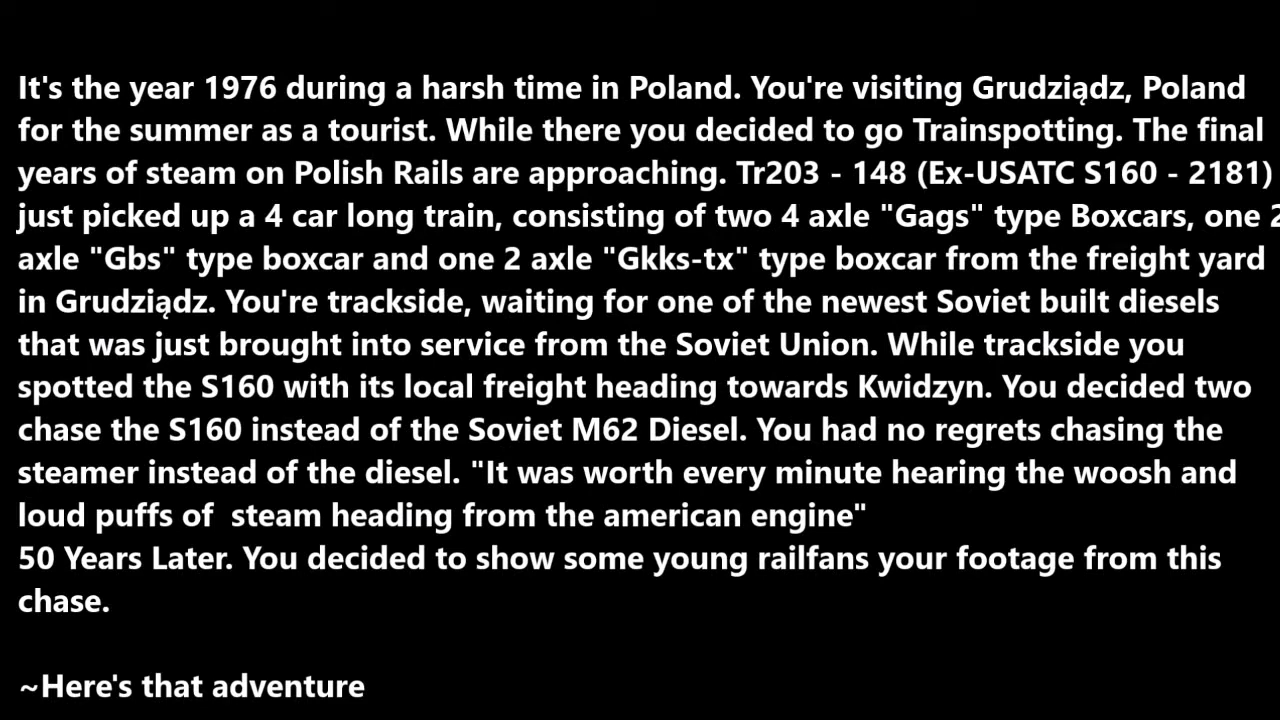 It's the year 1976 during a harsh time in Poland. You're visiting Grudziądz, Poland
for the summer as a tourist. While there you decided to go Trainspotting. The final
years of steam on Polish Rails are approaching. Tr203 - 148 (Ex-USATC S160 - 2181)
just picked up a 4 car long train, consisting of two 4 axle "Gags" type Boxcars, one 2
axle "Gbs" type boxcar and one 2 axle "Gkks-tx" type boxcar from the freight yard
in Grudziądz. You're trackside, waiting for one of the newest Soviet built diesels
that was just brought into service from the Soviet Union. While trackside you
spotted the S160 with its local freight heading towards Kwidzyn. You decided two
chase the S160 instead of the Soviet M62 Diesel. You had no regrets chasing the
steamer instead of the diesel. "It was worth every minute hearing the woosh and
loud puffs of  steam heading from the american engine"
50 Years Later. You decided to show some young railfans your footage from this
chase.
~Here's that adventure